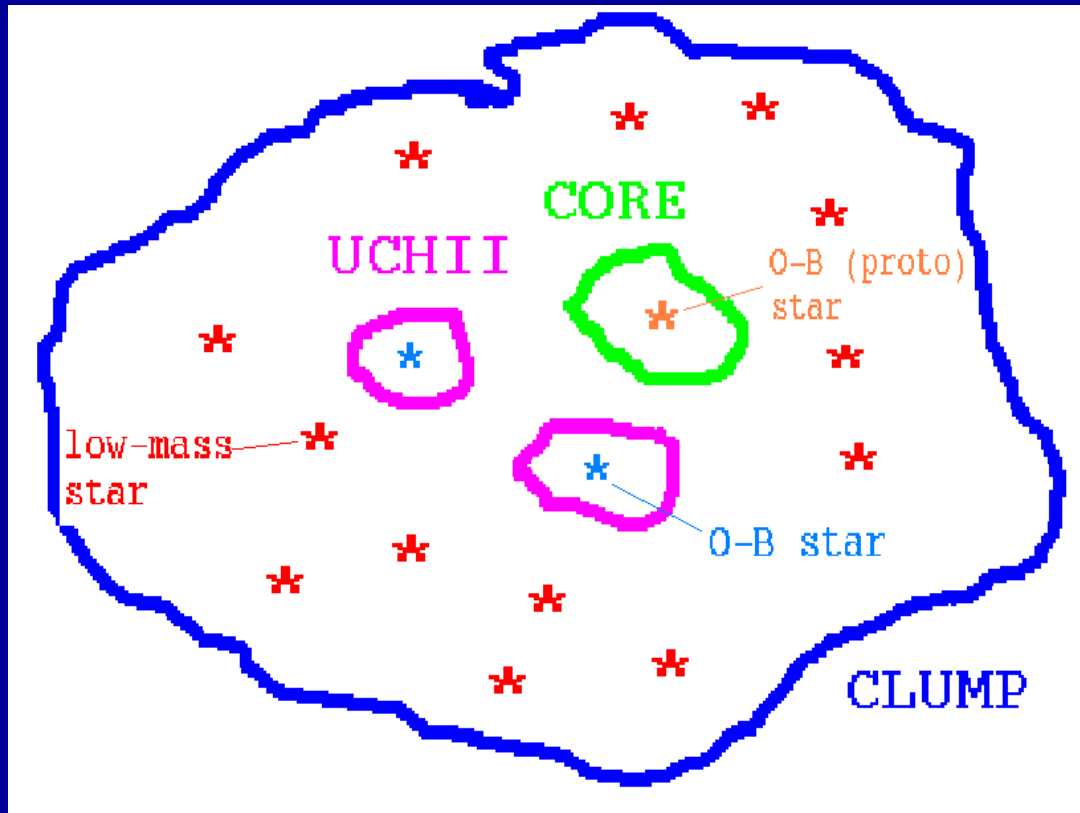 CORE
UCHII
O-B (proto)
star
low-mass
star
O-B star
CLUMP